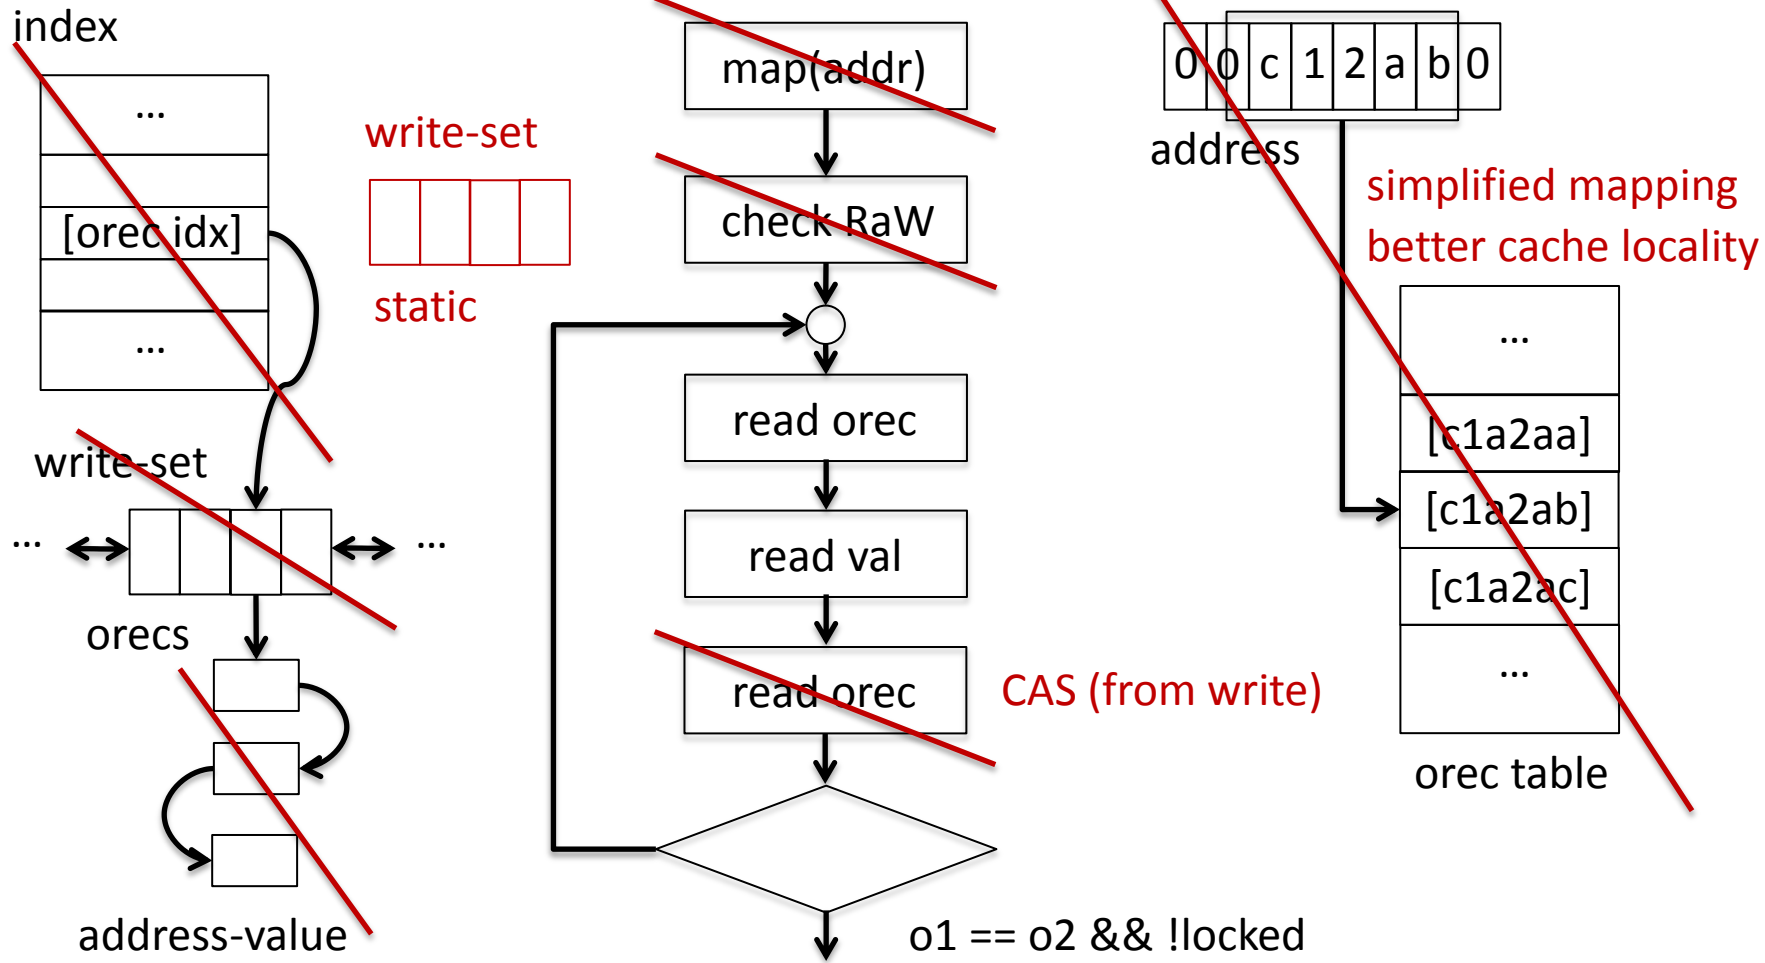 index
...
[orec idx]
...
write-set
static
write-set
...
...
orecs
address-value
map(addr)
check RaW
read orec
read val
read orec
CAS (from write)
o1 == o2 && !locked
0 0 c 1 2 a b 0
address
simplified mapping
better cache locality
...
[c1a2aa]
[c1a2ab]
[c1a2ac]
...
orec table